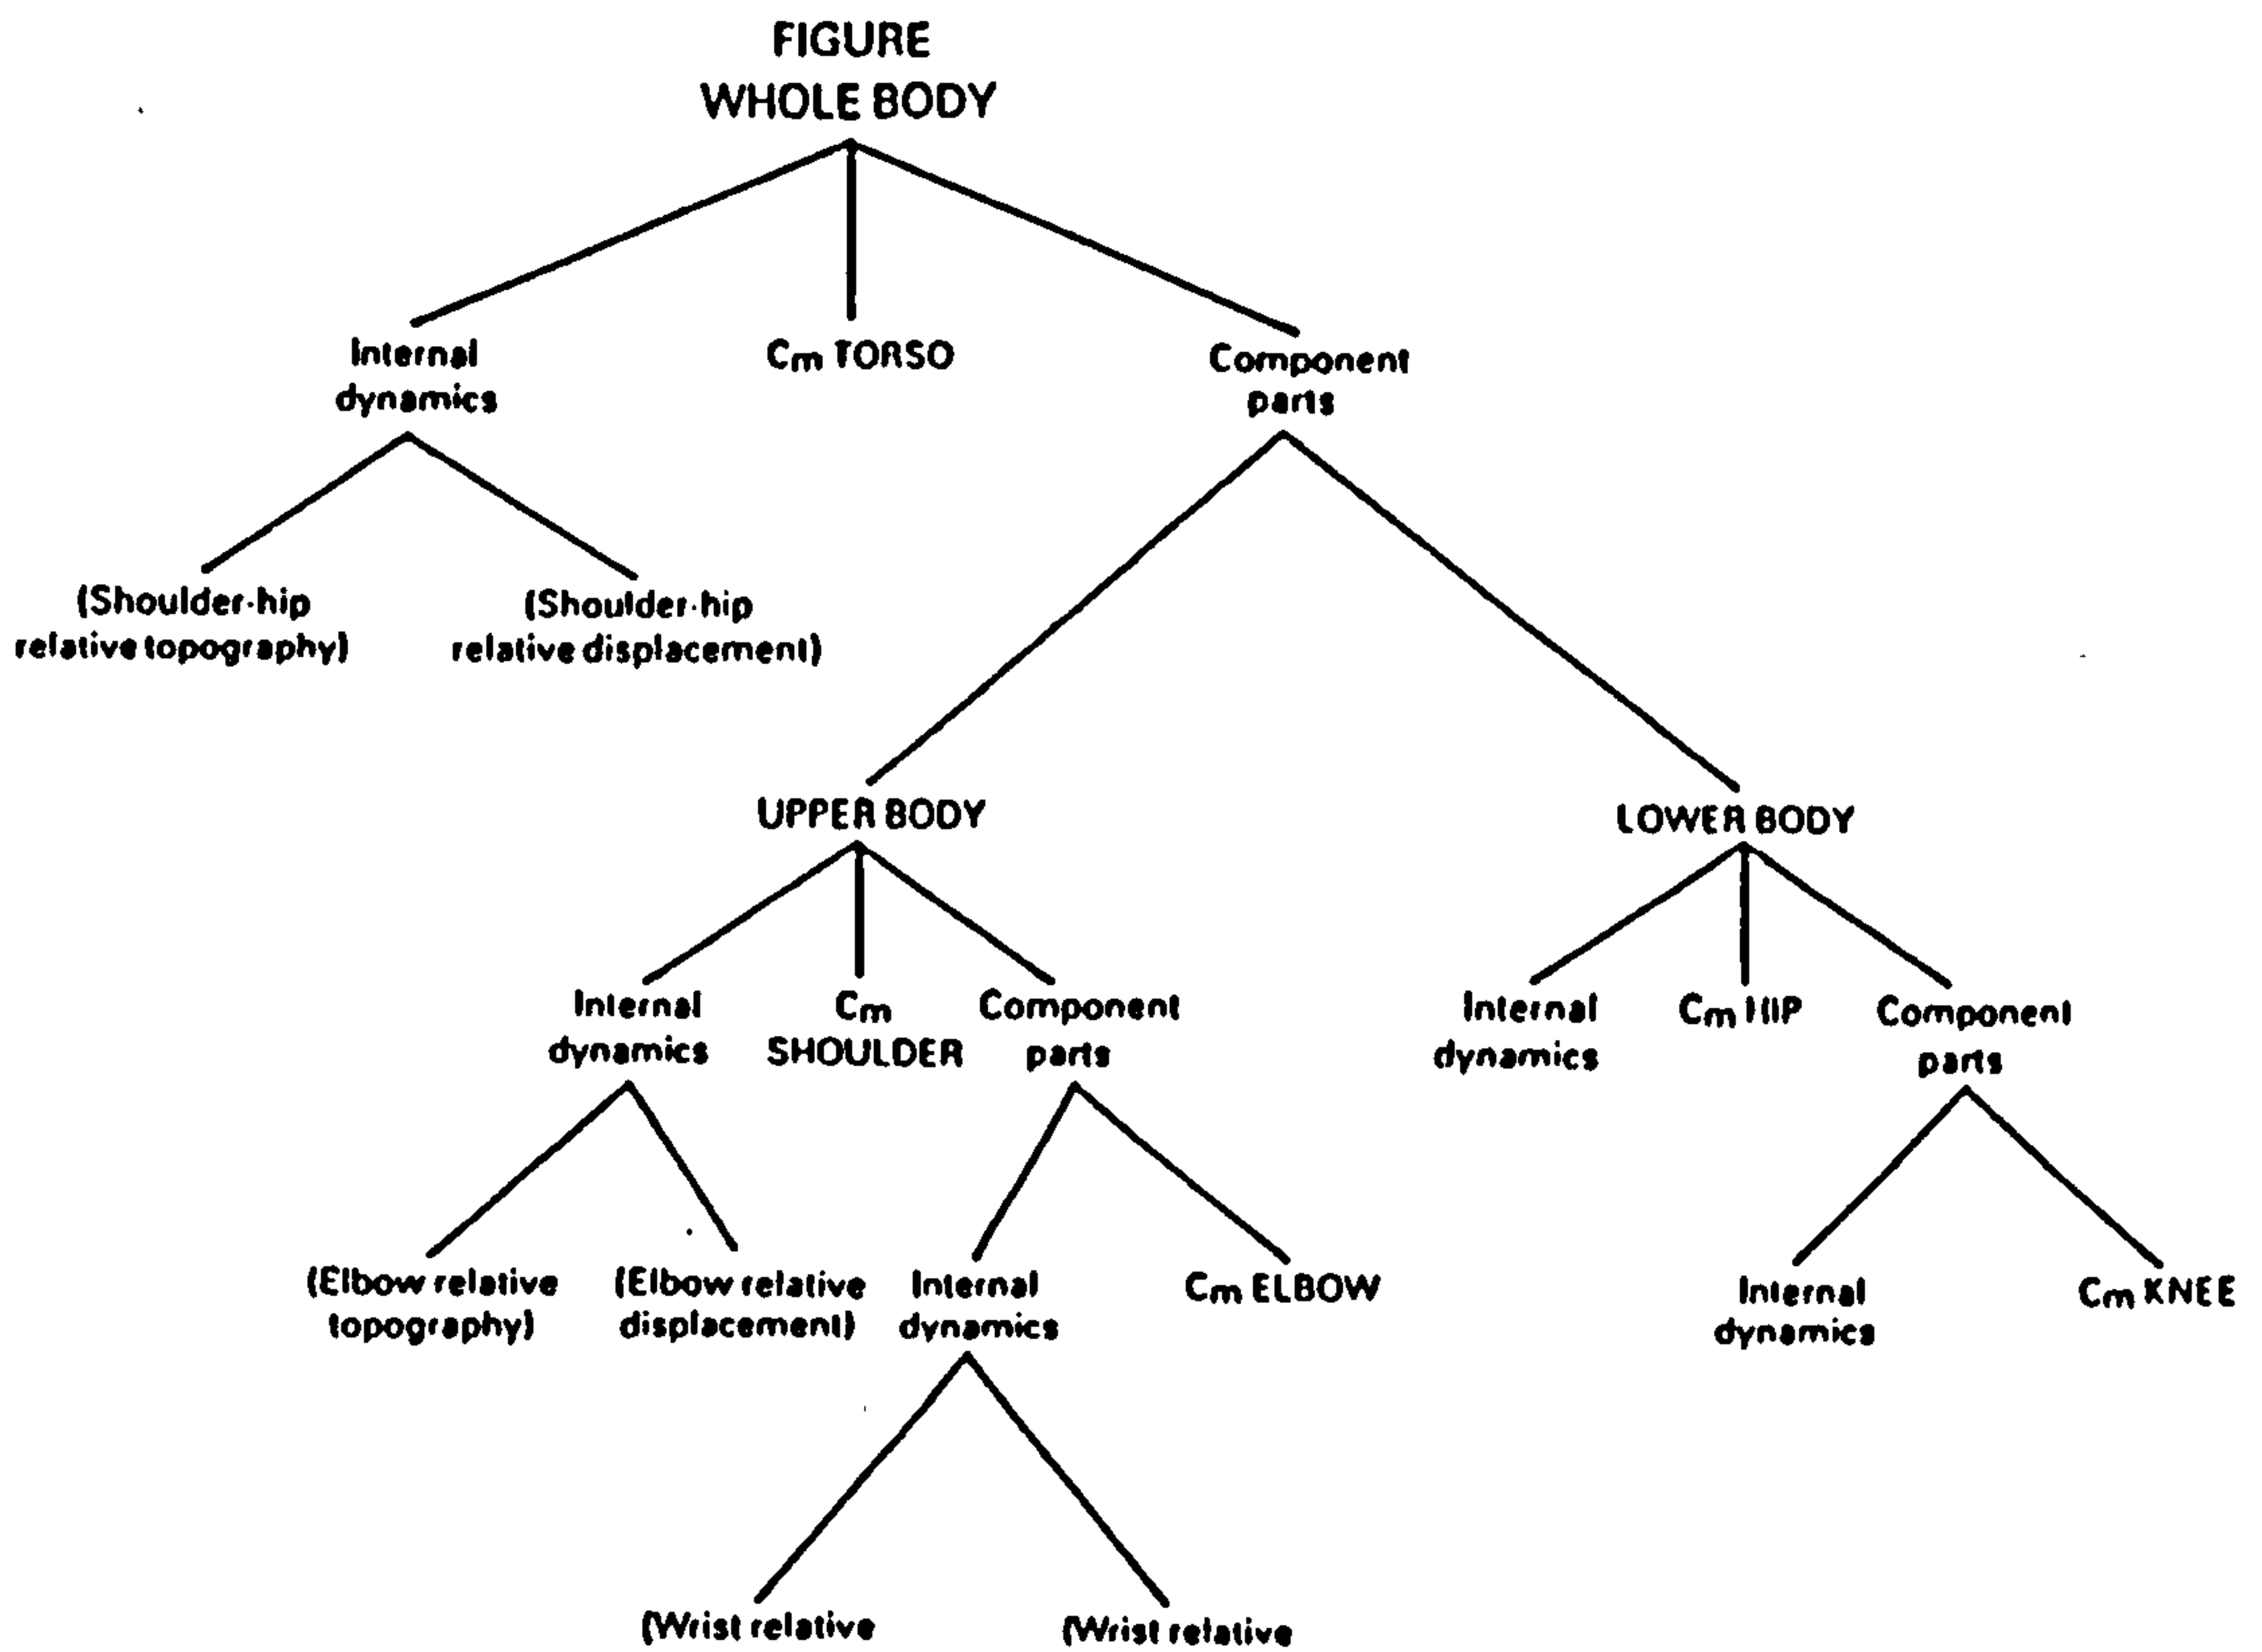 FIGURE
WHOLE BODY
Internal
dynamics
Cm TORSO
Component
parts
(Shoulder-hip
relative topography)
(Shoulder-hip
relative displacement)
UPPER BODY
LOWER BODY
Internal
dynamics
Cm
SHOULDER
Component
parts
Internal
dynamics
Cm HIP
Component
parts
(Elbow relative
topography)
(Elbow relative
displacement)
Internal
dynamics
Cm ELBOW
Internal
dynamics
Cm KNEE
(Wrist relative
(Wrist relative